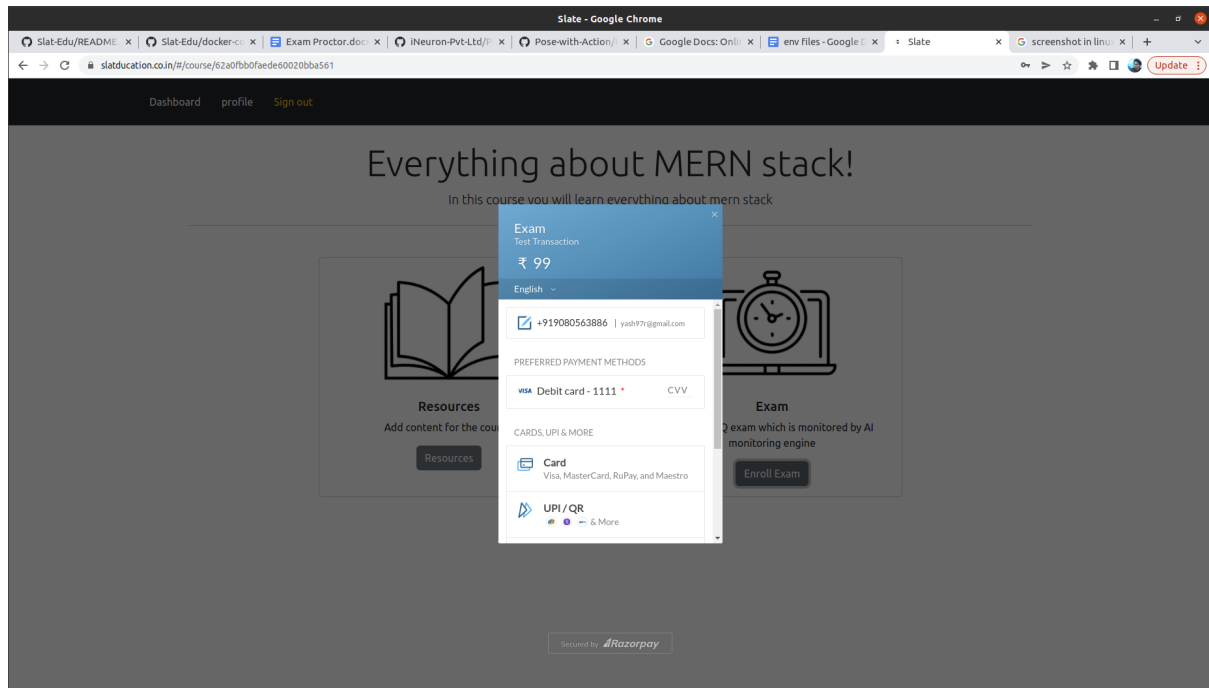 Slate - Google Chrome
Slat-Edu/README
Slat-Edu/docker-co
Exam Proctor.doc
iNeuron-Pvt-Ltd/P
Pose-with-Action/
Google Docs: Onli
env files - Google D
Slate
screenshot in linu
slatducation.co.in/#/course/62a0fbb0faede60020bba561
Update
Dashboard profile Sign out
Everything about MERN stack!
In this course you will learn everything about mern stack
Exam
Test Transaction
₹ 99
English
+919080563886 | yash97r@gmail.com
PREFERRED PAYMENT METHODS
VISA Debit card - 1111 * CVV
CARDS, UPI & MORE
Card
Visa, MasterCard, RuPay, and Maestro
UPI / QR
& More
Resources
Add content for the cou
Resources
Exam
Q exam which is monitored by AI
monitoring engine
Enroll Exam
Secured by Razorpay